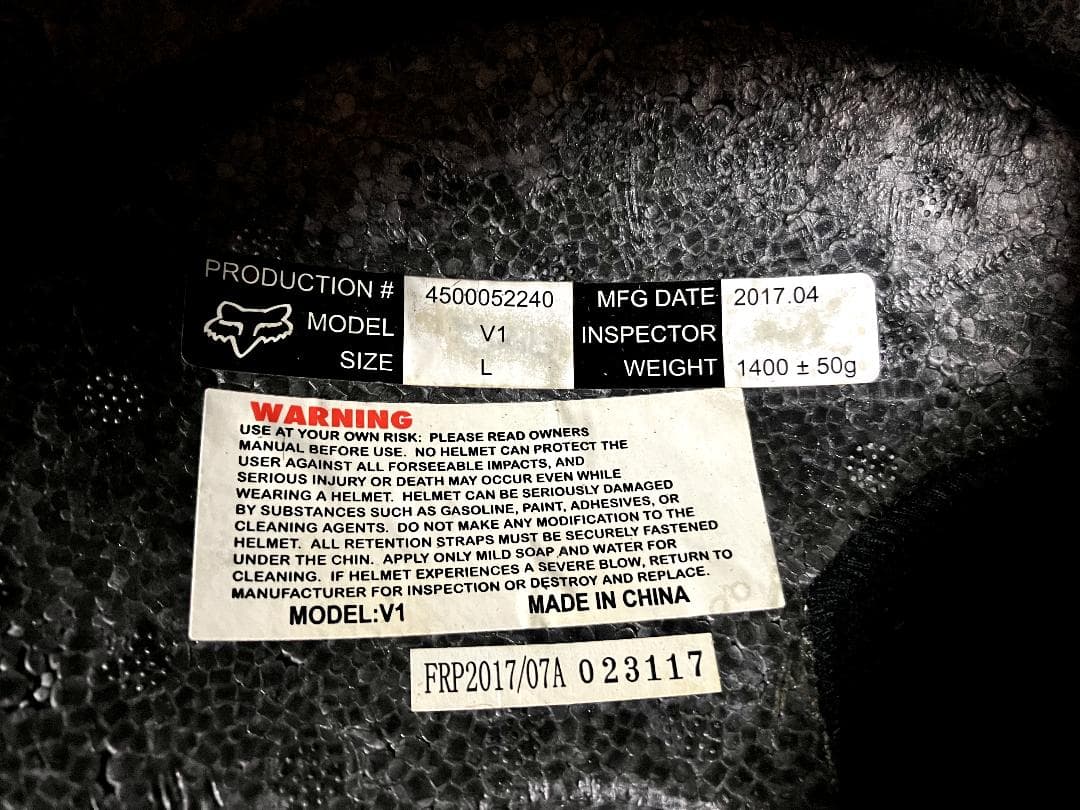 PRODUCTION # 4500052240 MFG DATE 2017.04
MODEL V1 INSPECTOR
SIZE L WEIGHT 1400 ± 50g
WARNING
USE AT YOUR OWN RISK: PLEASE READ OWNERS
MANUAL BEFORE USE. NO HELMET CAN PROTECT THE
USER AGAINST ALL FORSEEABLE IMPACTS, AND
SERIOUS INJURY OR DEATH MAY OCCUR EVEN WHILE
WEARING A HELMET. HELMET CAN BE SERIOUSLY DAMAGED
BY SUBSTANCES SUCH AS GASOLINE, PAINT, ADHESIVES, OR
CLEANING AGENTS. DO NOT MAKE ANY MODIFICATION TO THE
HELMET. ALL RETENTION STRAPS MUST BE SECURELY FASTENED
UNDER THE CHIN. APPLY ONLY MILD SOAP AND WATER FOR
CLEANING. IF HELMET EXPERIENCES A SEVERE BLOW, RETURN TO
MANUFACTURER FOR INSPECTION OR DESTROY AND REPLACE.
MODEL:V1 MADE IN CHINA
FRP2017/07A 023117